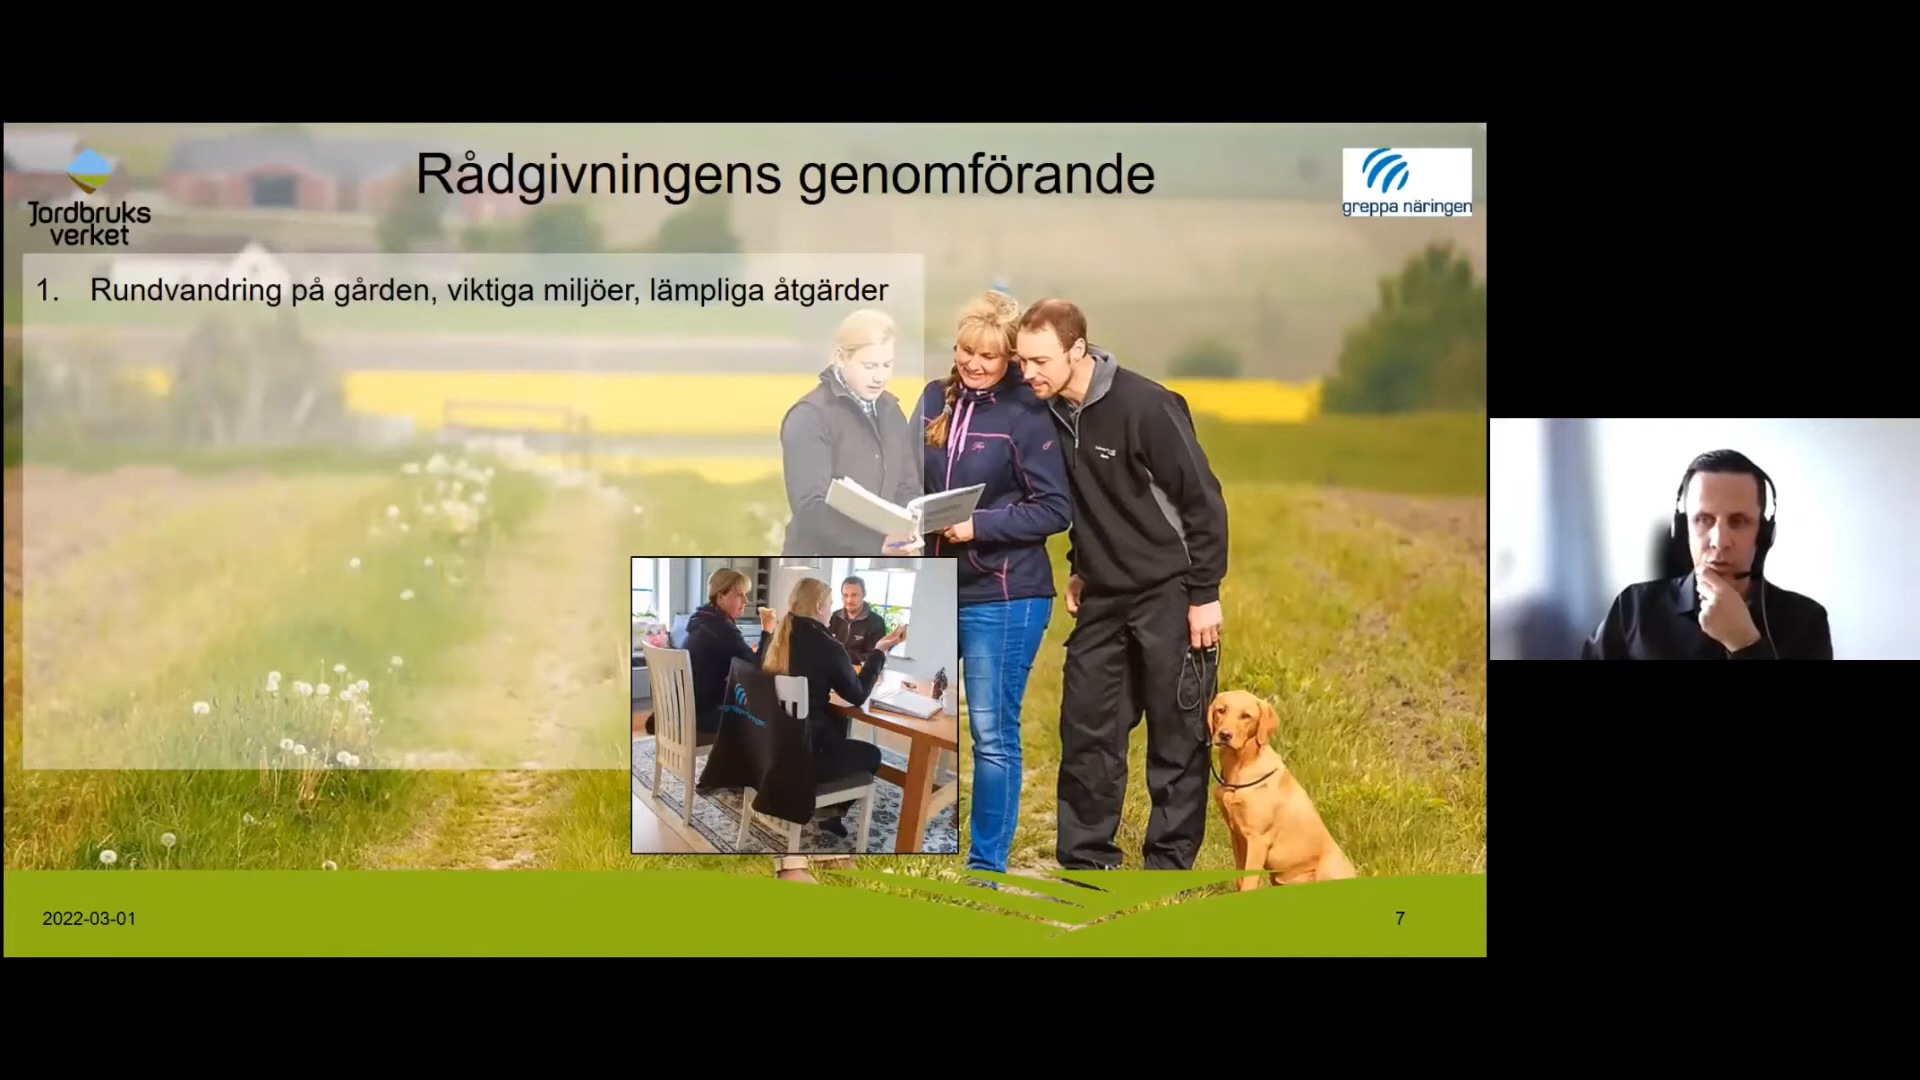 Rådgivningens genomförande
Jordbruks
verket
greppa näringen
1. Rundvandring på gården, viktiga miljöer, lämpliga åtgärder
2022-03-01
7